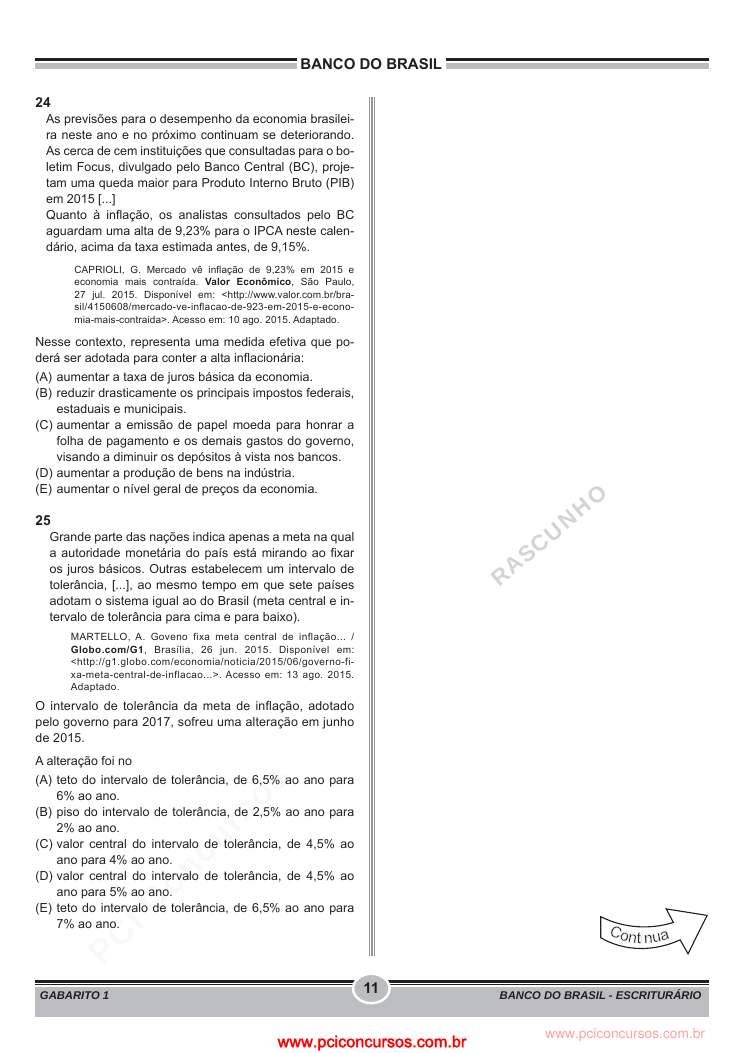 BANCO DO BRASIL
24
As previsões para o desempenho da economia brasilei-
ra neste ano e no próximo continuam se deteriorando.
As cerca de cem instituições que consultadas para o bo-
letim Focus, divulgado pelo Banco Central (BC), proje-
tam uma queda maior para Produto Interno Bruto (PIB)
em 2015 [...]
Quanto à inflação, os analistas consultados pelo BC
aguardam uma alta de 9,23% para o IPCA neste calen-
dário, acima da taxa estimada antes, de 9,15%.
CAPRIOLI, G. Mercado vê inflação de 9,23% em 2015 e
economia mais contraída. Valor Econômico, São Paulo,
27 jul. 2015. Disponível em: <http://www.valor.com.br/bra-
sil/4150608/mercado-ve-inflacao-de-923-em-2015-e-econo-
mia-mais-contraida>. Acesso em: 10 ago. 2015. Adaptado.
Nesse contexto, representa uma medida efetiva que po-
derá ser adotada para conter a alta inflacionária:
(A) aumentar a taxa de juros básica da economia.
(B) reduzir drasticamente os principais impostos federais,
estaduais e municipais.
(C) aumentar a emissão de papel moeda para honrar a
folha de pagamento e os demais gastos do governo,
visando a diminuir os depósitos à vista nos bancos.
(D) aumentar a produção de bens na indústria.
(E) aumentar o nível geral de preços da economia.
25
Grande parte das nações indica apenas a meta na qual
a autoridade monetária do país está mirando ao fixar
os juros básicos. Outras estabelecem um intervalo de
tolerância, [...], ao mesmo tempo em que sete países
adotam o sistema igual ao do Brasil (meta central e in-
tervalo de tolerância para cima e para baixo).
MARTELLO, A. Goveno fixa meta central de inflação... /
Globo.com/G1, Brasília, 26 jun. 2015. Disponível em:
<http://g1.globo.com/economia/noticia/2015/06/governo-fi-
xa-meta-central-de-inflacao...>. Acesso em: 13 ago. 2015.
Adaptado.
O intervalo de tolerância da meta de inflação, adotado
pelo governo para 2017, sofreu uma alteração em junho
de 2015.
A alteração foi no
(A) teto do intervalo de tolerância, de 6,5% ao ano para
6% ao ano.
(B) piso do intervalo de tolerância, de 2,5% ao ano para
2% ao ano.
(C) valor central do intervalo de tolerância, de 4,5% ao
ano para 4% ao ano.
(D) valor central do intervalo de tolerância, de 4,5% ao
ano para 5% ao ano.
(E) teto do intervalo de tolerância, de 6,5% ao ano para
7% ao ano.
RASCUNHO
Continua
GABARITO 1
11
BANCO DO BRASIL - ESCRITURÁRIO
www.pciconcursos.com.br
www.pciconcursos.com.br